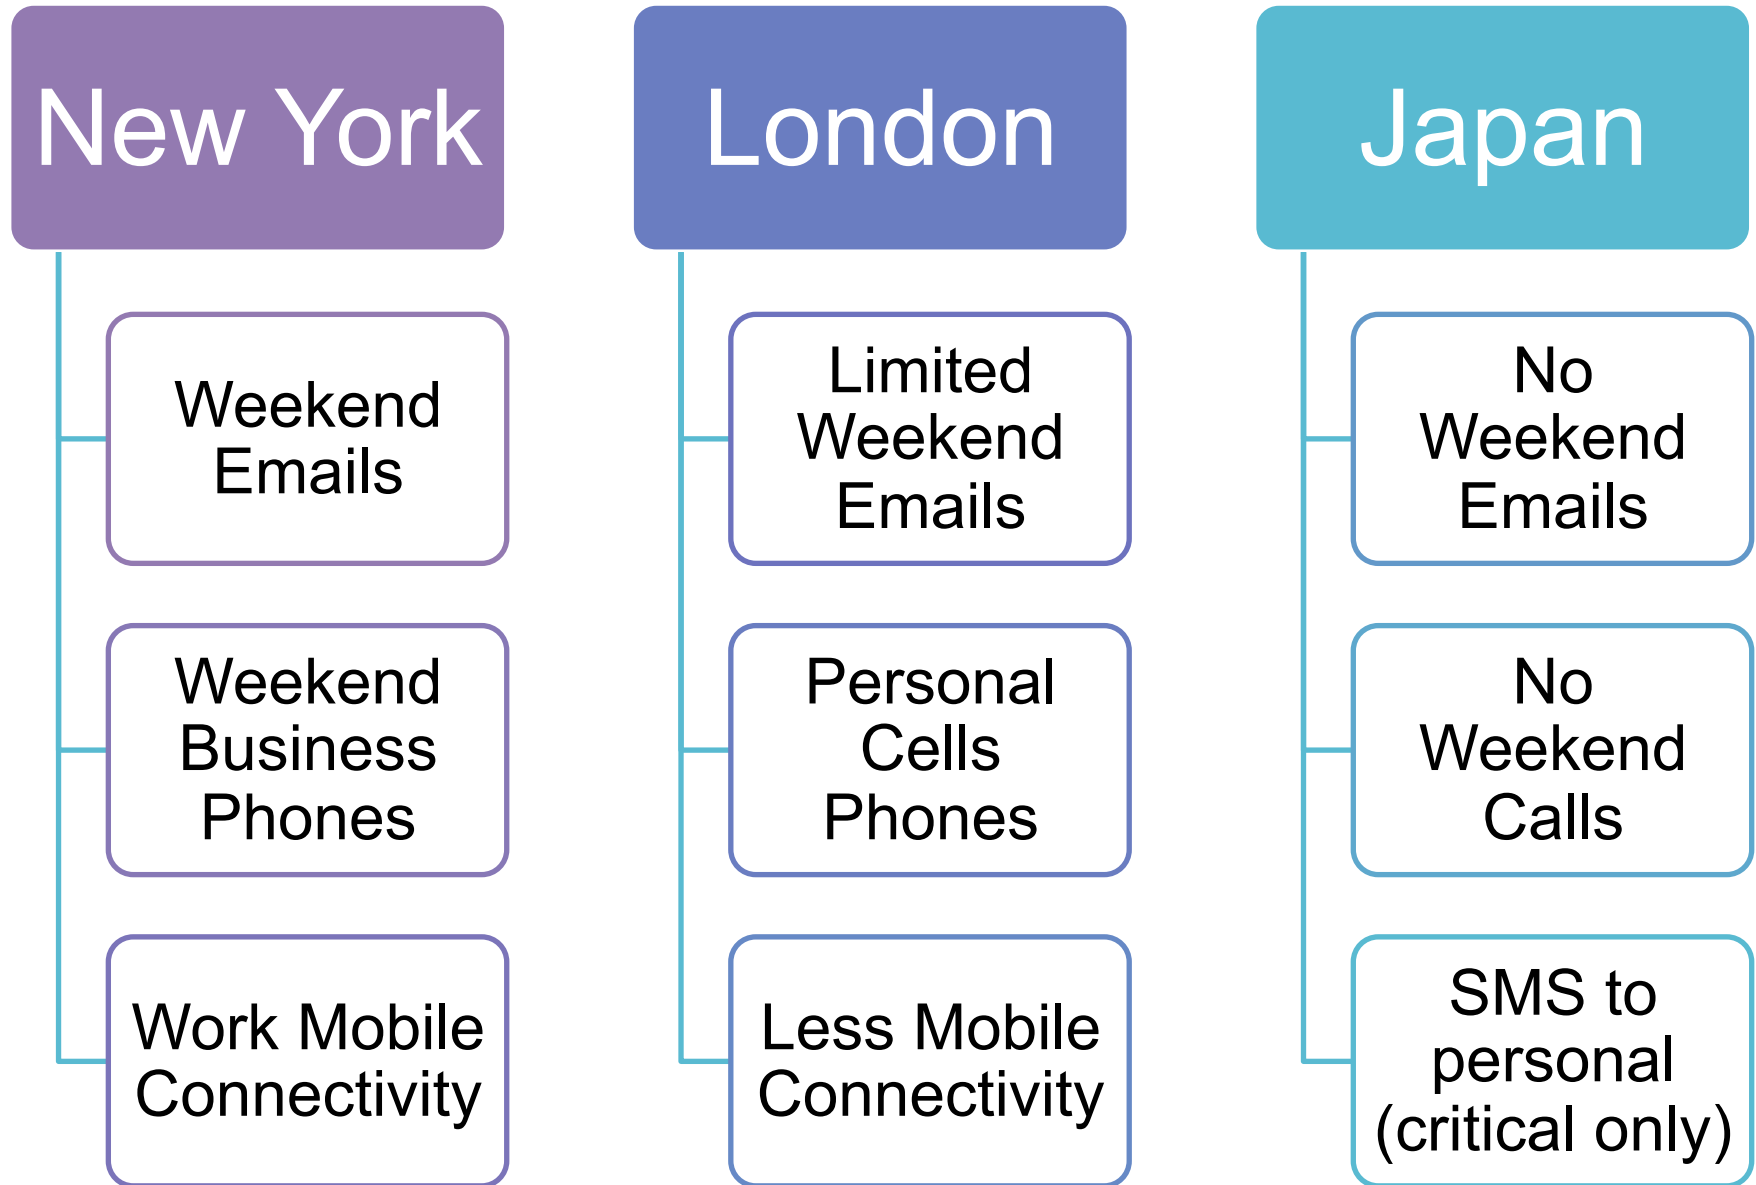 New York
Weekend
Emails
Weekend
Business
Phones
Work Mobile
Connectivity
London
Limited
Weekend
Emails
Personal
Cells
Phones
Less Mobile
Connectivity
Japan
No
Weekend
Emails
No
Weekend
Calls
SMS to
personal
(critical only)